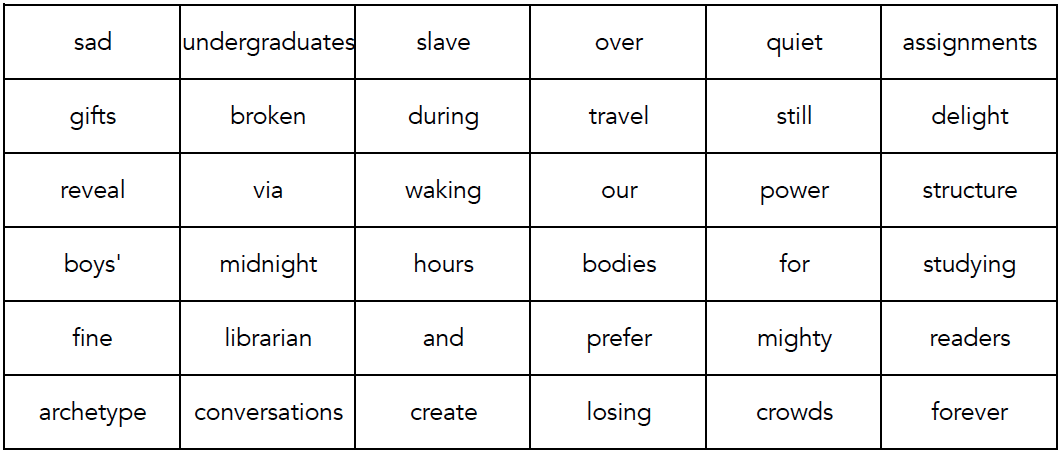 sad undergraduates slave over quiet assignments
gifts broken during travel still delight
reveal via waking our power structure
boys' midnight hours bodies for studying
fine librarian and prefer mighty readers
archetype conversations create losing crowds forever